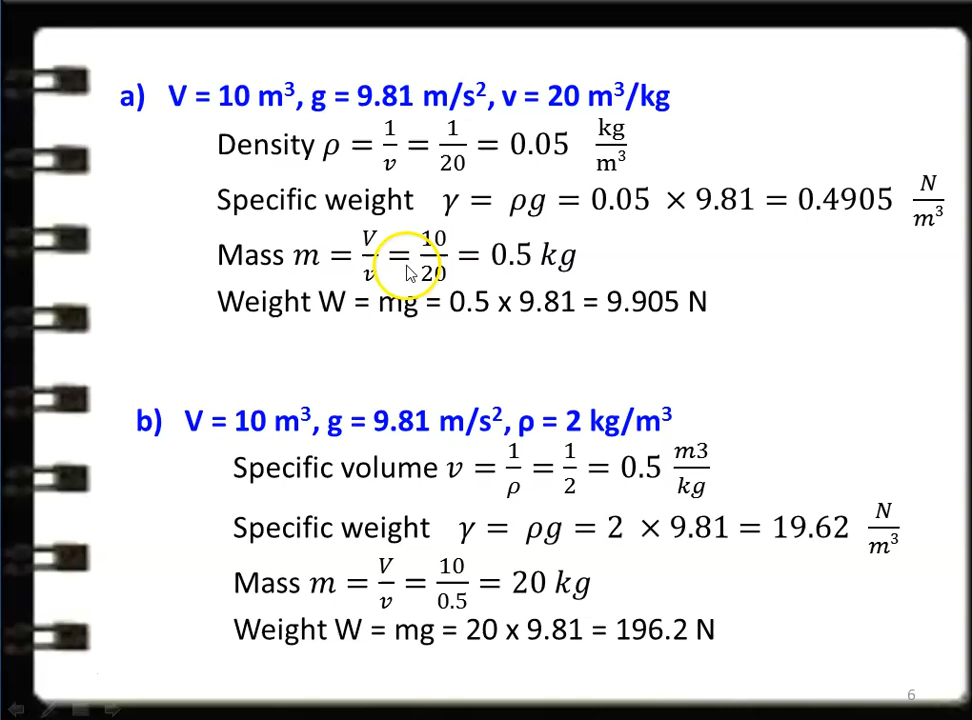 a) V = 10 m³, g = 9.81 m/s², v = 20 m³/kg
Density ρ = 1/v = 1/20 = 0.05 kg/m³
Specific weight γ = ρg = 0.05 × 9.81 = 0.4905 N/m³
Mass m = V/v = 10/20 = 0.5 kg
Weight W = mg = 0.5 x 9.81 = 9.905 N
b) V = 10 m³, g = 9.81 m/s², ρ = 2 kg/m³
Specific volume v = 1/ρ = 1/2 = 0.5 m3/kg
Specific weight γ = ρg = 2 × 9.81 = 19.62 N/m³
Mass m = V/v = 10/0.5 = 20 kg
Weight W = mg = 20 x 9.81 = 196.2 N
6